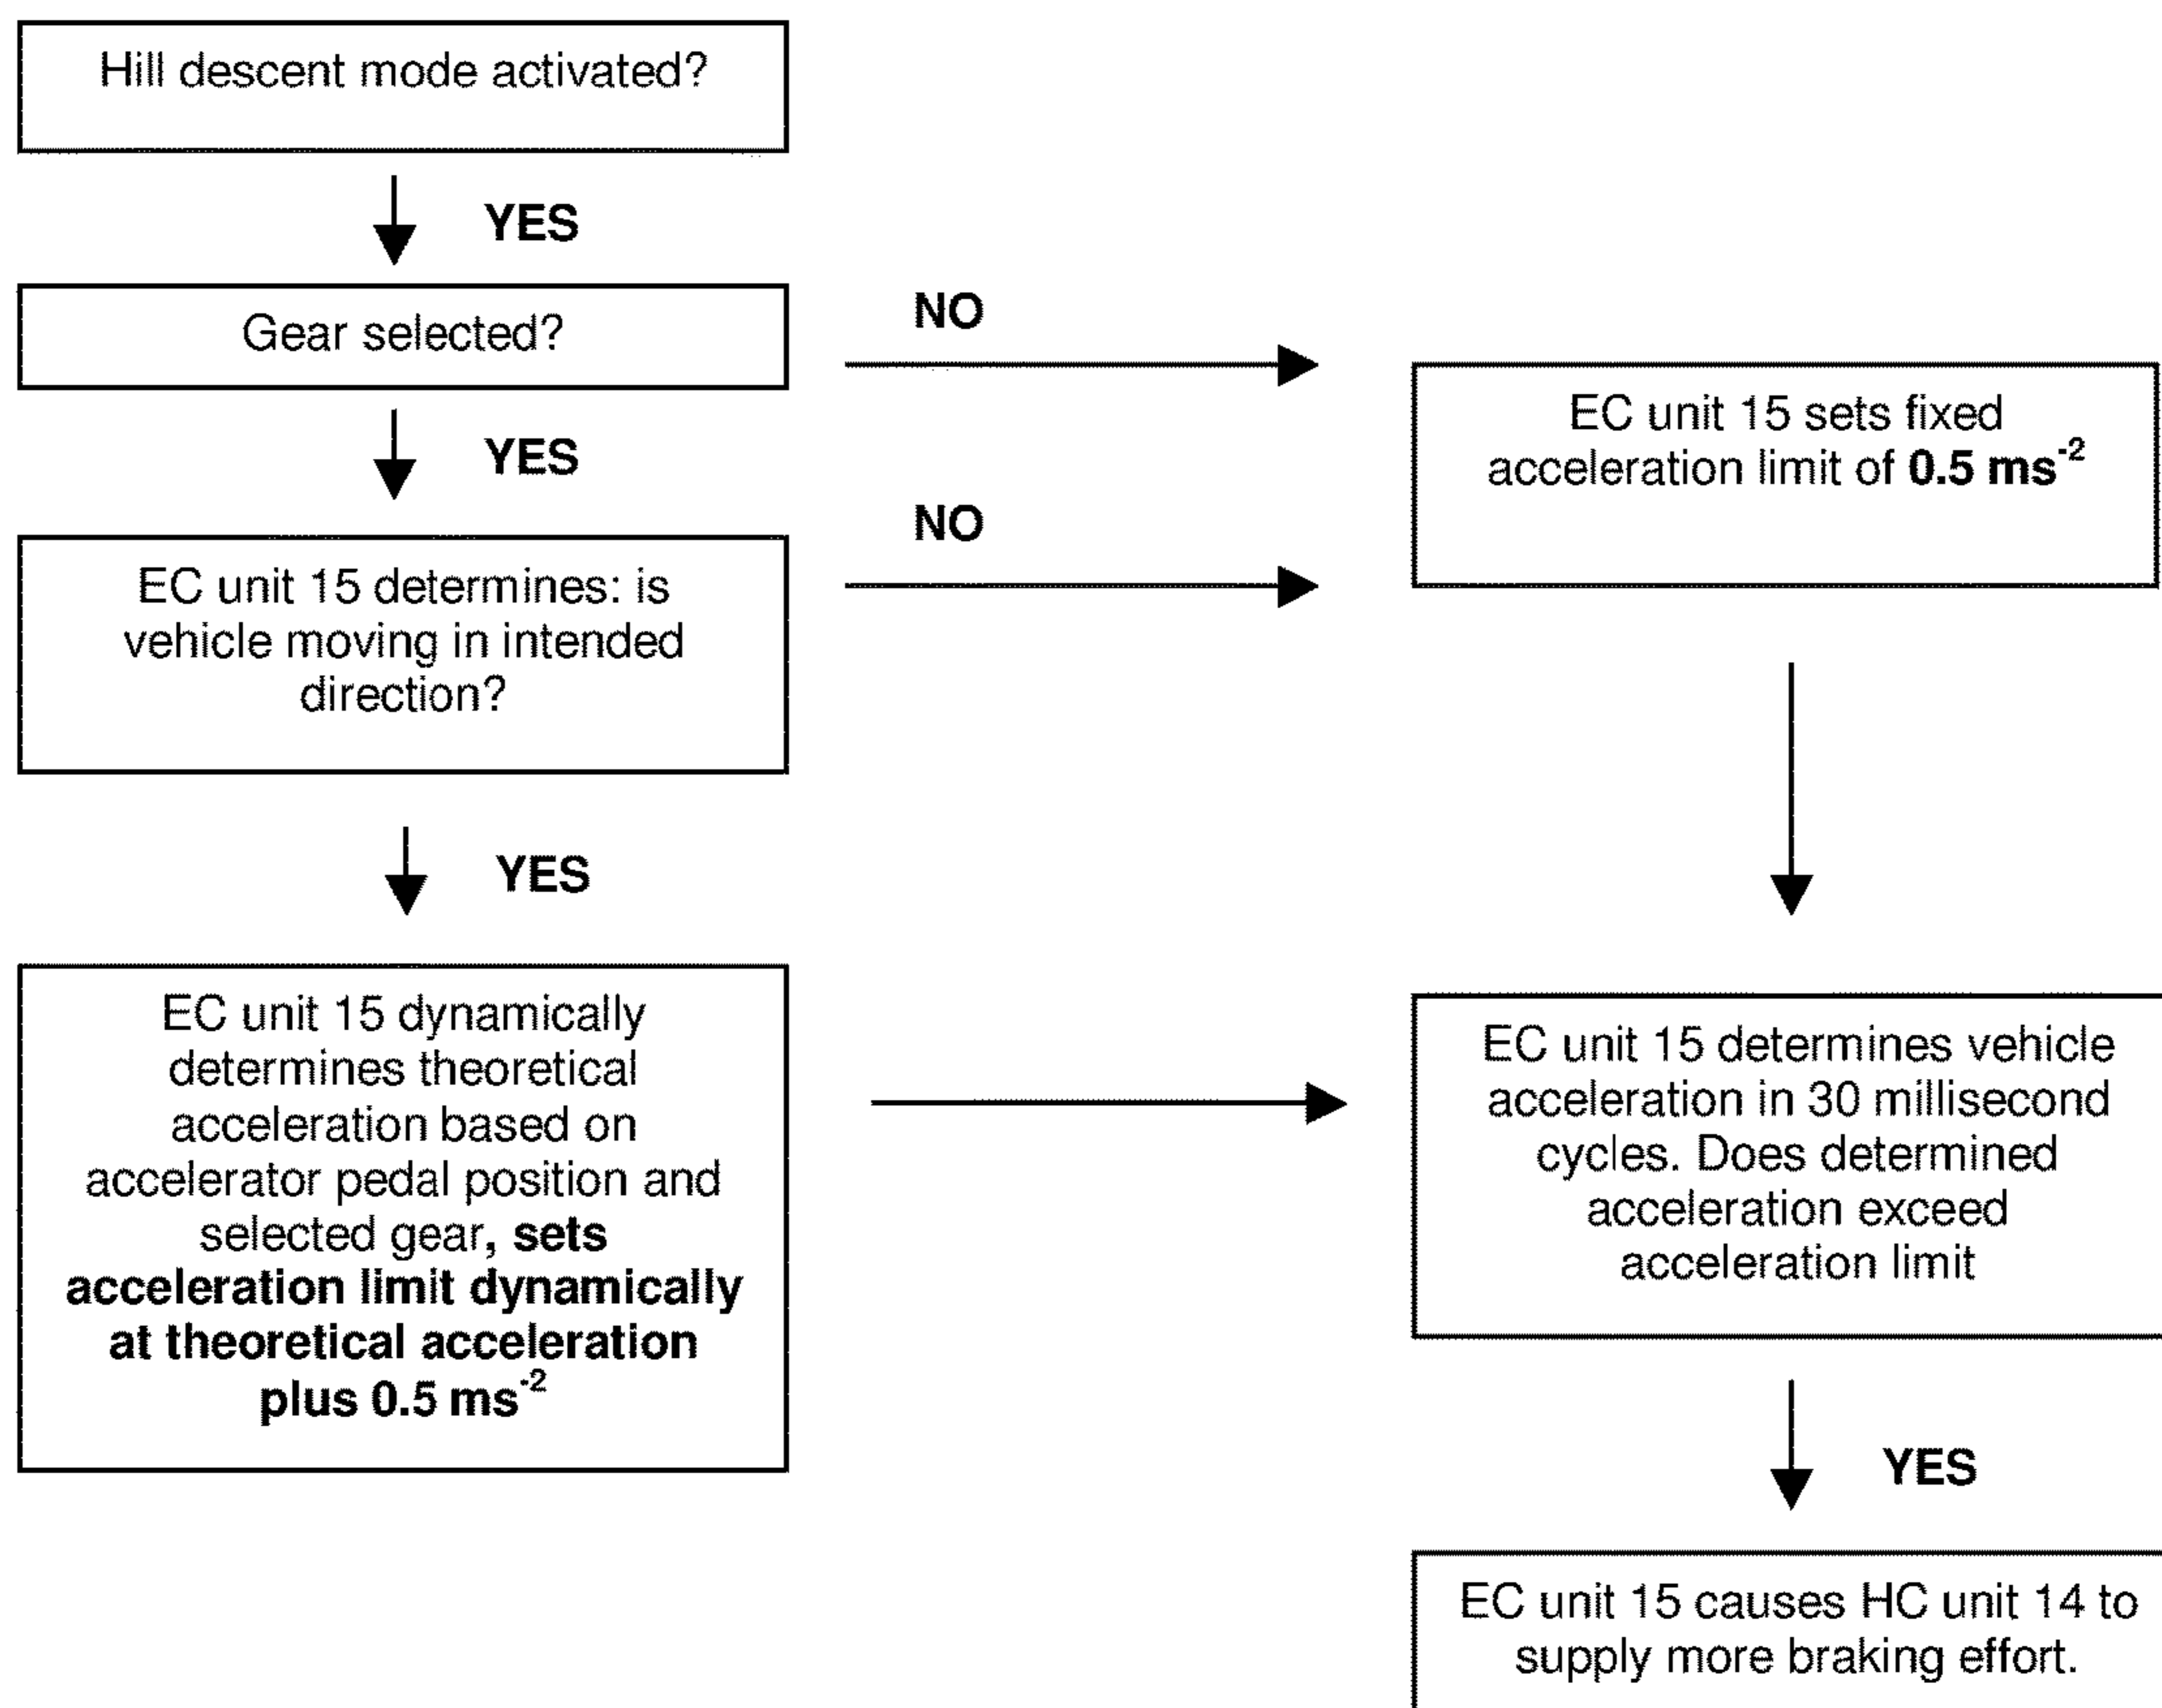 Hill descent mode activated?
YES
Gear selected?
NO
YES
EC unit 15 sets fixed
acceleration limit of 0.5 ms⁻²
NO
EC unit 15 determines: is
vehicle moving in intended
direction?
YES
EC unit 15 dynamically
determines theoretical
acceleration based on
accelerator pedal position and
selected gear, sets
acceleration limit dynamically
at theoretical acceleration
plus 0.5 ms⁻²
EC unit 15 determines vehicle
acceleration in 30 millisecond
cycles. Does determined
acceleration exceed
acceleration limit
YES
EC unit 15 causes HC unit 14 to
supply more braking effort.